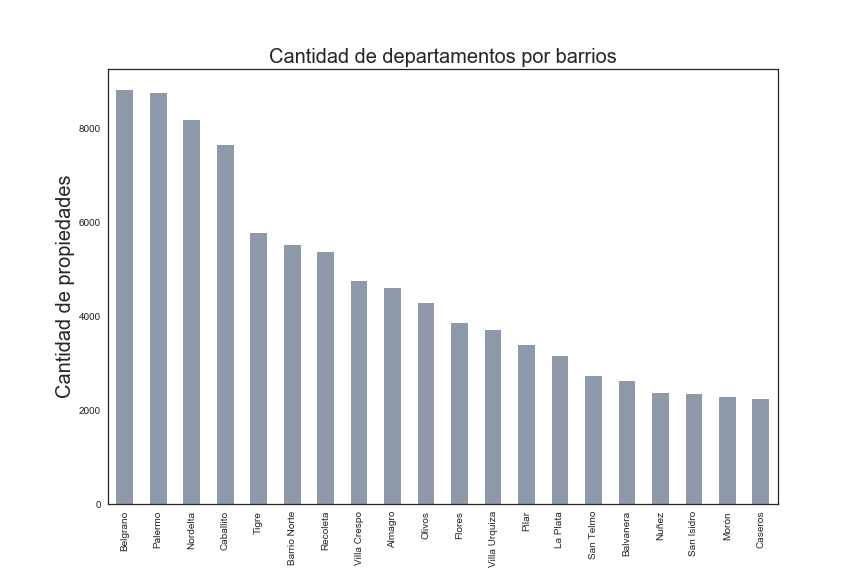 Cantidad de departamentos por barrios
Cantidad de propiedades
8000
6000
4000
2000
0
Belgrano
Palermo
Nordelta
Caballito
Tigre
Barrio Norte
Recoleta
Villa Crespo
Almagro
Olivos
Flores
Villa Urquiza
Pilar
La Plata
San Telmo
Balvanera
Nuñez
San Isidro
Morón
Caseros